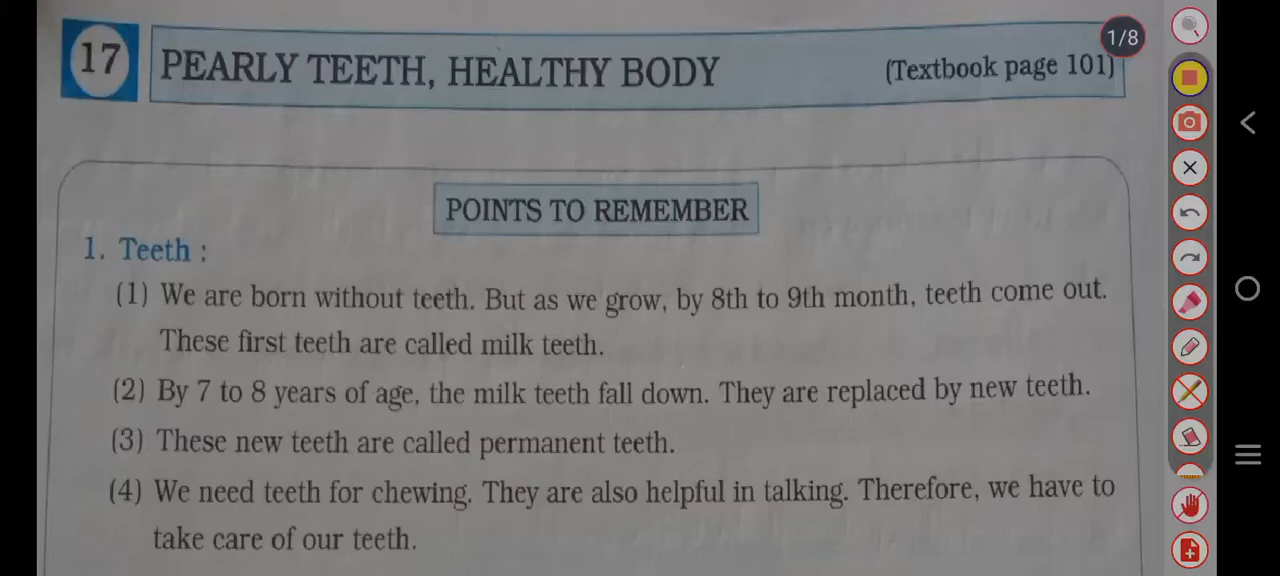 17 PEARLY TEETH, HEALTHY BODY (Textbook page 101)
1/8
POINTS TO REMEMBER
1. Teeth :
(1) We are born without teeth. But as we grow, by 8th to 9th month, teeth come out.
These first teeth are called milk teeth.
(2) By 7 to 8 years of age, the milk teeth fall down. They are replaced by new teeth.
(3) These new teeth are called permanent teeth.
(4) We need teeth for chewing. They are also helpful in talking. Therefore, we have to
take care of our teeth.